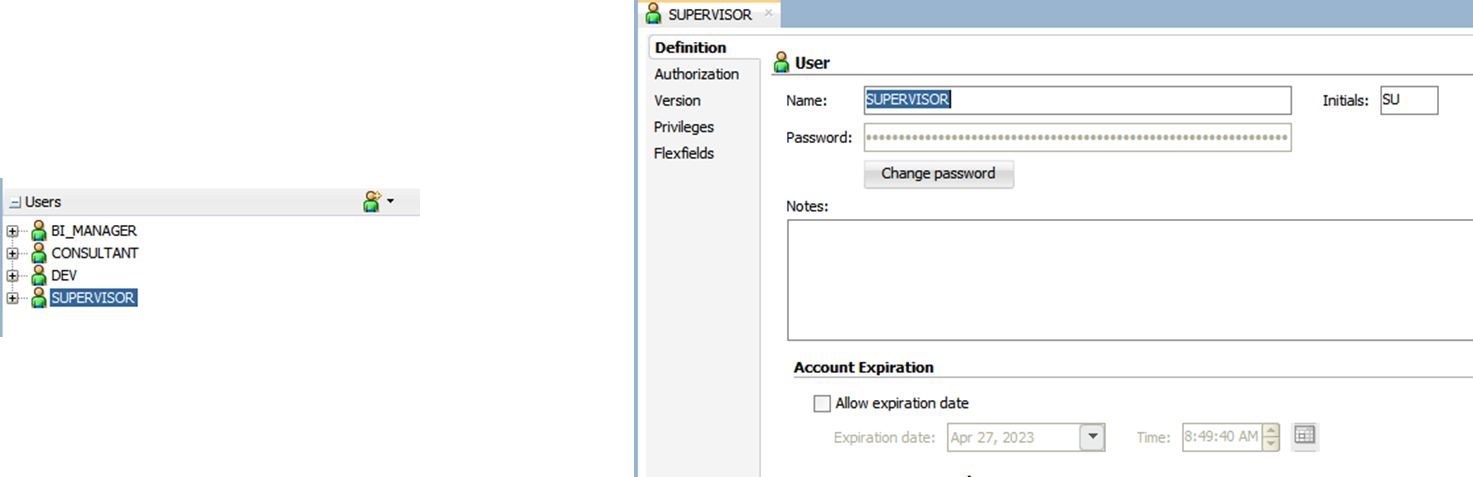 Users
BI_MANAGER
CONSULTANT
DEV
SUPERVISOR
SUPERVISOR
Definition
Authorization
Version
Privileges
Flexfields
User
Name: SUPERVISOR Initials: SU
Password:
Change password
Notes:
Account Expiration
Allow expiration date
Expiration date: Apr 27, 2023 Time: 8:49:40 AM